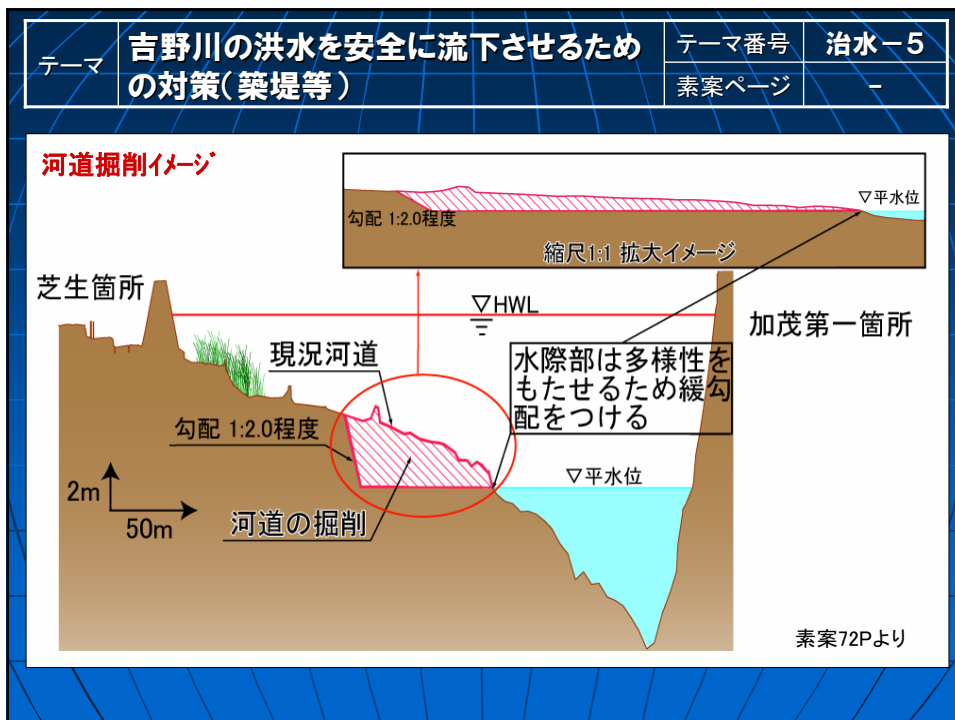 テーマ
吉野川の洪水を安全に流下させるため
の対策(築堤等)
テーマ番号
治水-5
素案ページ
-
河道掘削イメージ
▽平水位
勾配 1:2.0程度
縮尺1:1 拡大イメージ
芝生箇所
▽HWL
加茂第一箇所
現況河道
水際部は多様性を
もたせるため緩勾
配をつける
勾配 1:2.0程度
▽平水位
2m
50m
河道の掘削
素案72Pより